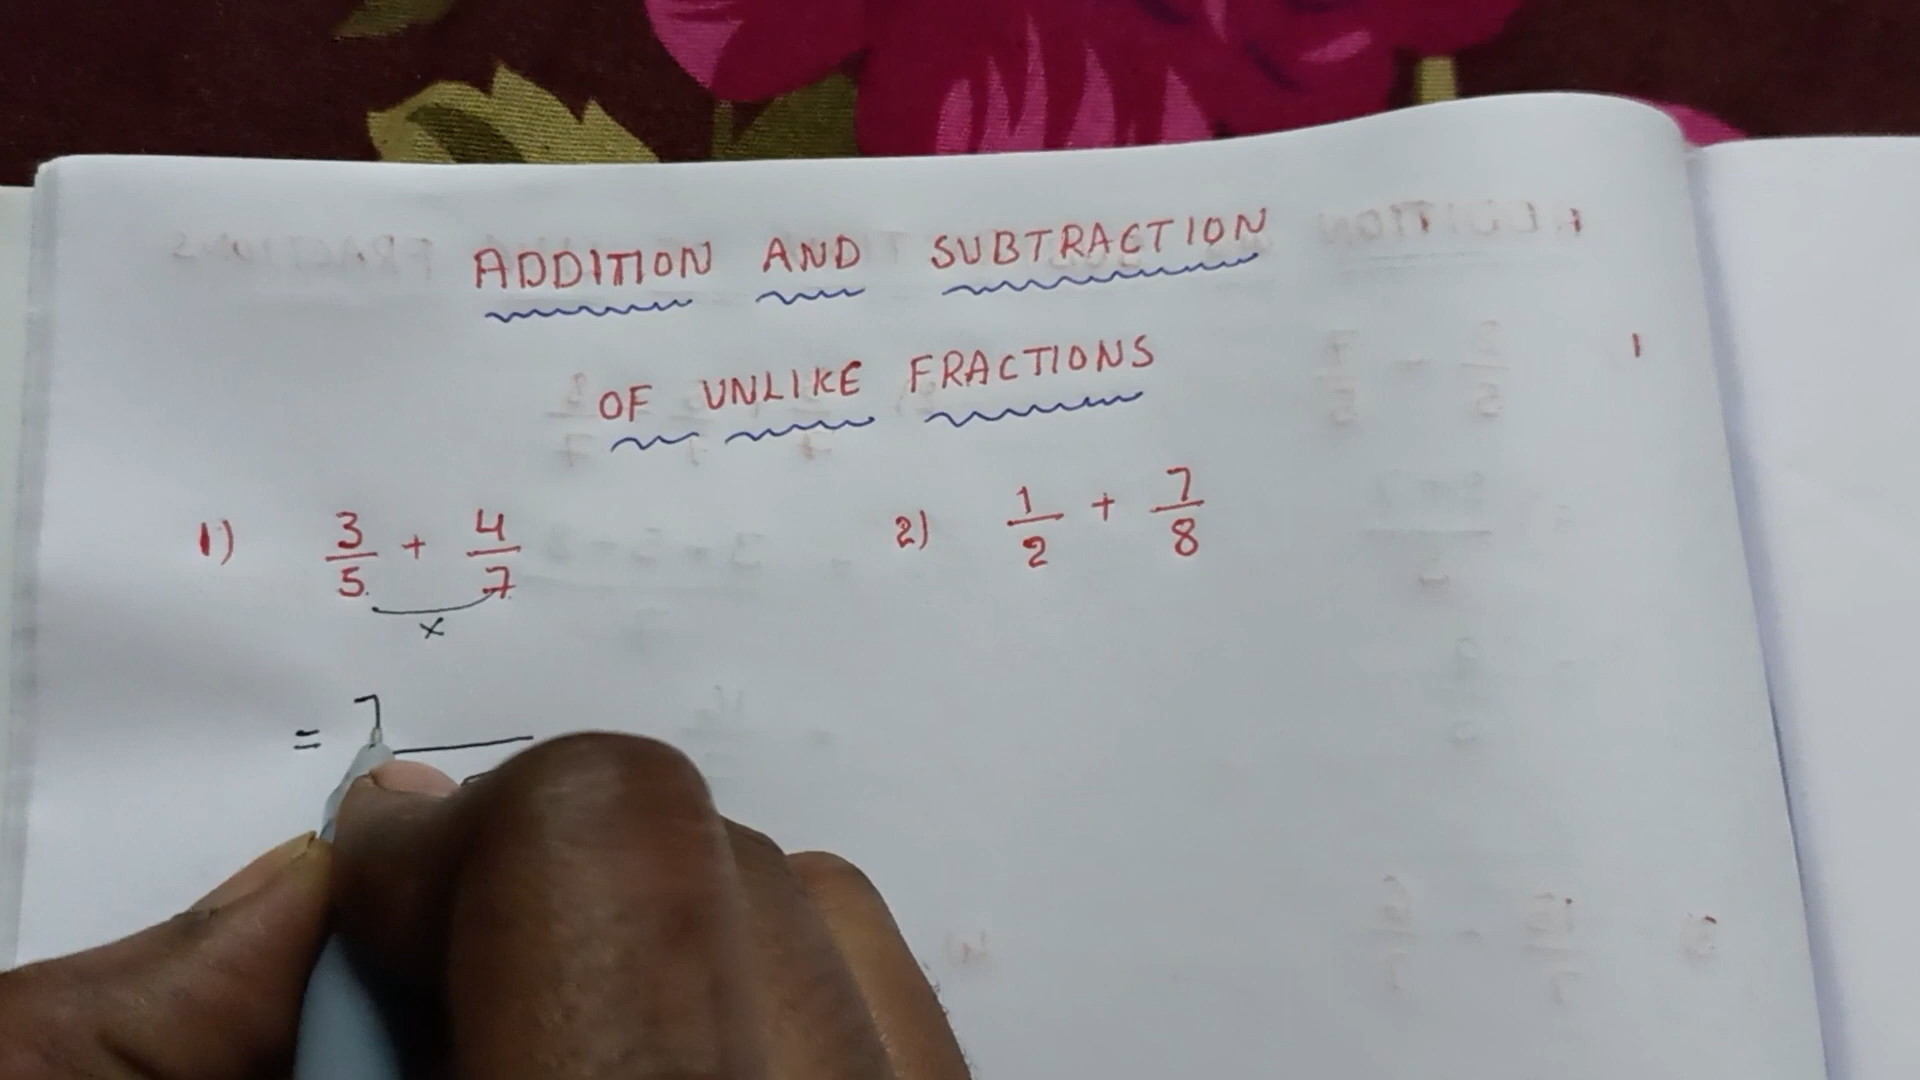 ADDITION AND SUBTRACTION
OF UNLIKE FRACTIONS
1) 3/5 + 4/7
2) 1/2 + 7/8
x
= 7